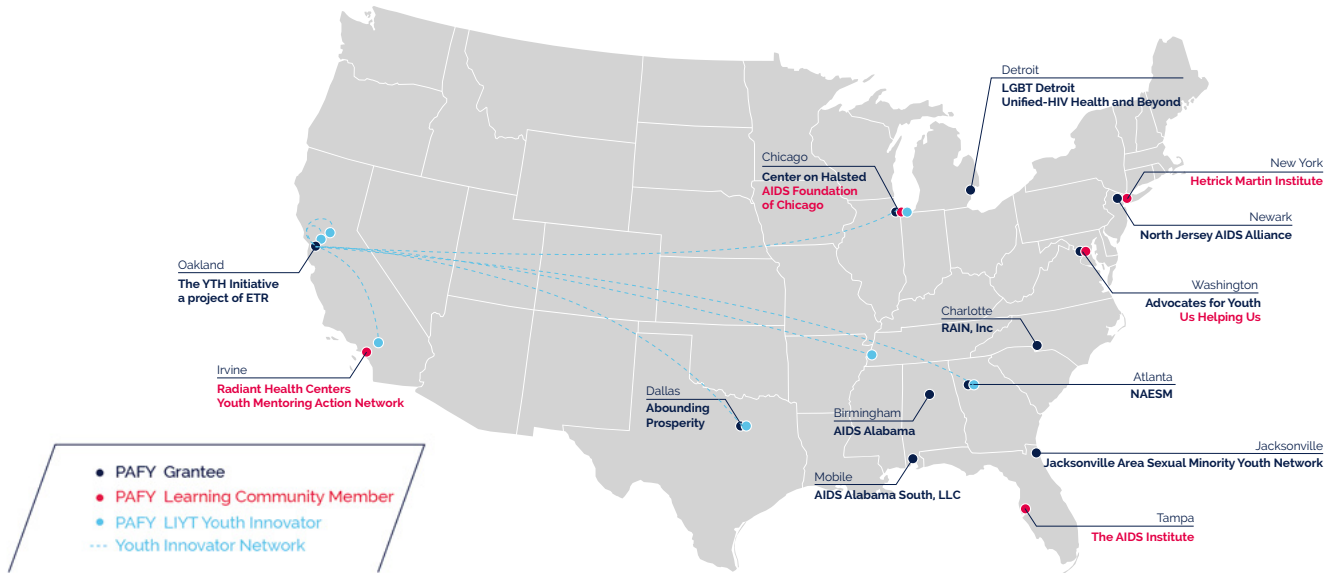 Detroit
LGBT Detroit
Unified-HIV Health and Beyond
Chicago
Center on Halsted
AIDS Foundation
of Chicago
New York
Hetrick Martin Institute
Newark
North Jersey AIDS Alliance
Oakland
The YTH Initiative
a project of ETR
Washington
Advocates for Youth
Us Helping Us
Charlotte
RAIN, Inc
Irvine
Radiant Health Centers
Youth Mentoring Action Network
Dallas
Abounding
Prosperity
Atlanta
NAESM
Birmingham
AIDS Alabama
Jacksonville
Jacksonville Area Sexual Minority Youth Network
Mobile
AIDS Alabama South, LLC
Tampa
The AIDS Institute
PAFY Grantee
PAFY Learning Community Member
PAFY LIYT Youth Innovator
Youth Innovator Network